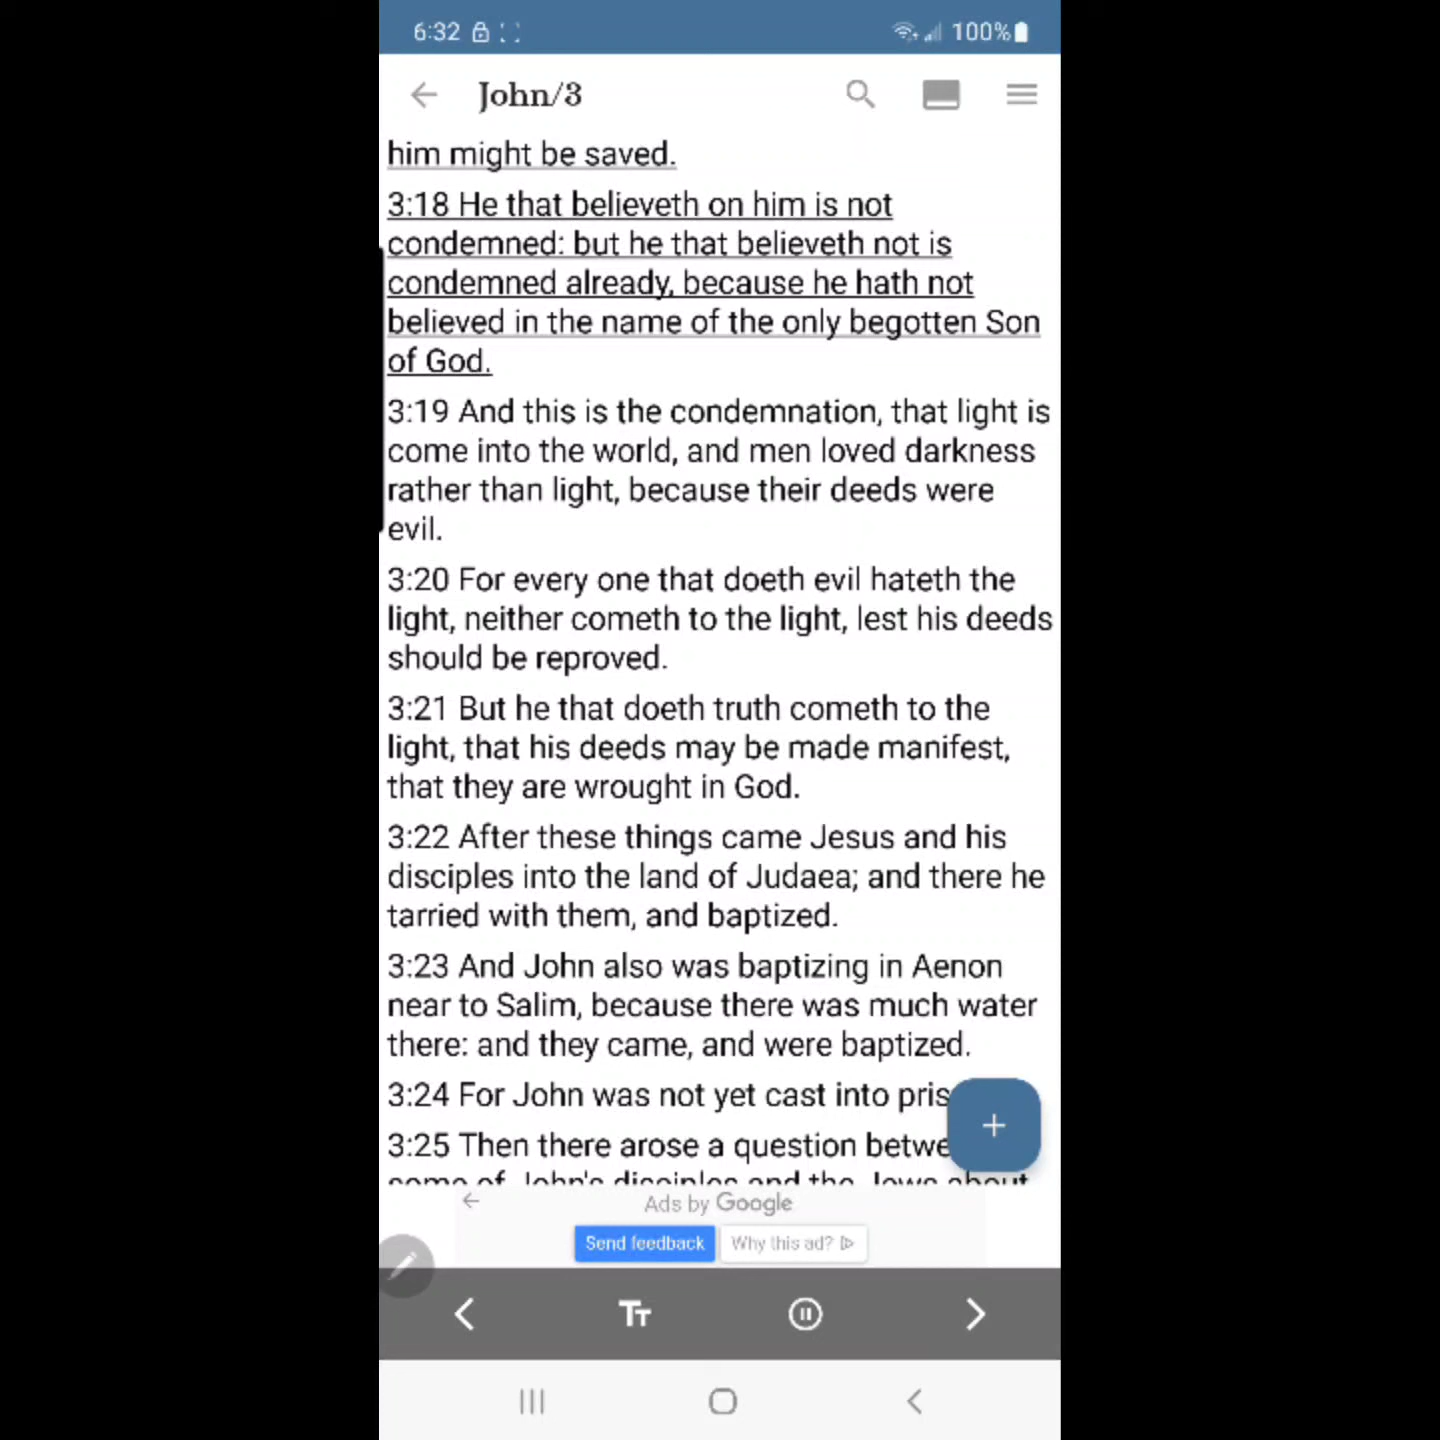 6:32 100%
John/3
him might be saved.
3:18 He that believeth on him is not
condemned: but he that believeth not is
condemned already, because he hath not
believed in the name of the only begotten Son
of God.
3:19 And this is the condemnation, that light is
come into the world, and men loved darkness
rather than light, because their deeds were
evil.
3:20 For every one that doeth evil hateth the
light, neither cometh to the light, lest his deeds
should be reproved.
3:21 But he that doeth truth cometh to the
light, that his deeds may be made manifest,
that they are wrought in God.
3:22 After these things came Jesus and his
disciples into the land of Judaea; and there he
tarried with them, and baptized.
3:23 And John also was baptizing in Aenon
near to Salim, because there was much water
there: and they came, and were baptized.
3:24 For John was not yet cast into pris
3:25 Then there arose a question betwe
some of John's disciples and the Jews about
Ads by Google
Send feedback Why this ad?
TT